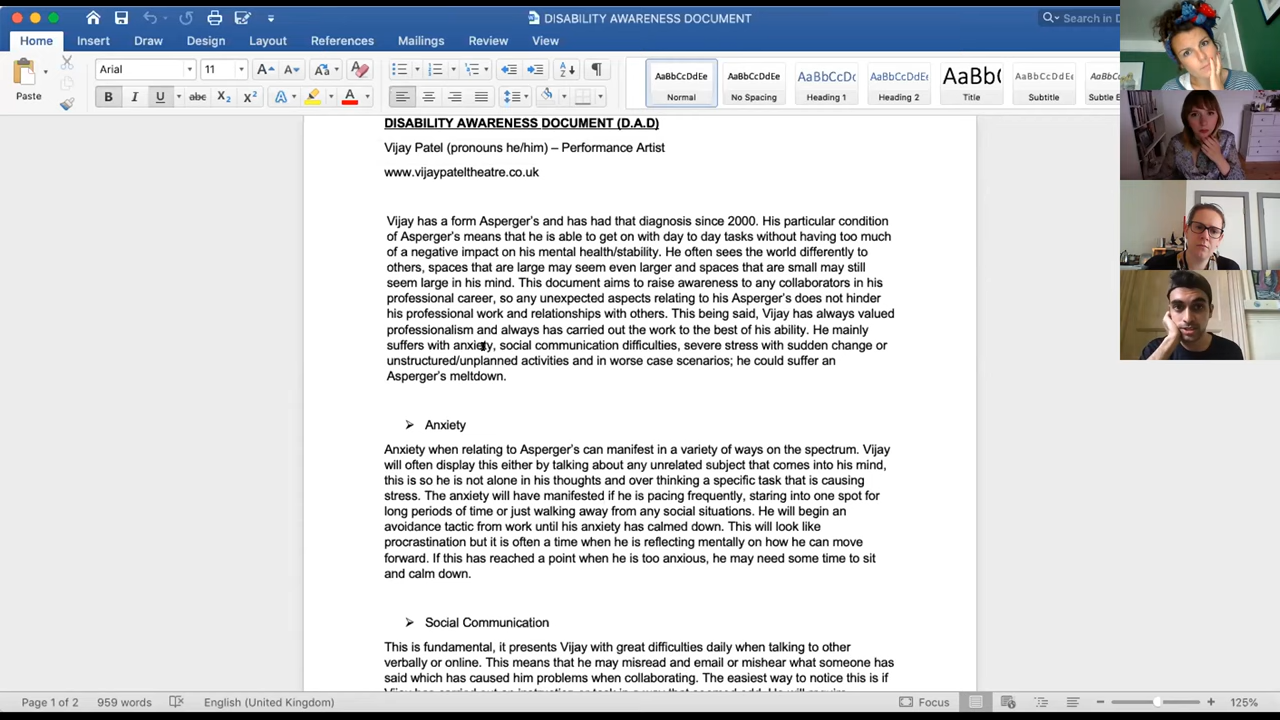 DISABILITY AWARENESS DOCUMENT
Search in D
Home Insert Draw Design Layout References Mailings Review View
Paste
Arial 11
AaBbCcDdEe AaBbCcDdEe AaBbCcDc AaBbCcDdEe AaBb( AaBbCcDdEe AaBbCcDdEe
Normal No Spacing Heading 1 Heading 2 Title Subtitle Subtle E
DISABILITY AWARENESS DOCUMENT (D.A.D)
Vijay Patel (pronouns he/him) – Performance Artist
www.vijaypateltheatre.co.uk
Vijay has a form Asperger's and has had that diagnosis since 2000. His particular condition
of Asperger's means that he is able to get on with day to day tasks without having too much
of a negative impact on his mental health/stability. He often sees the world differently to
others, spaces that are large may seem even larger and spaces that are small may still
seem large in his mind. This document aims to raise awareness to any collaborators in his
professional career, so any unexpected aspects relating to his Asperger's does not hinder
his professional work and relationships with others. This being said, Vijay has always valued
professionalism and always has carried out the work to the best of his ability. He mainly
suffers with anxiety, social communication difficulties, severe stress with sudden change or
unstructured/unplanned activities and in worse case scenarios; he could suffer an
Asperger's meltdown.
➢ Anxiety
Anxiety when relating to Asperger's can manifest in a variety of ways on the spectrum. Vijay
will often display this either by talking about any unrelated subject that comes into his mind,
this is so he is not alone in his thoughts and over thinking a specific task that is causing
stress. The anxiety will have manifested if he is pacing frequently, staring into one spot for
long periods of time or just walking away from any social situations. He will begin an
avoidance tactic from work until his anxiety has calmed down. This will look like
procrastination but it is often a time when he is reflecting mentally on how he can move
forward. If this has reached a point when he is too anxious, he may need some time to sit
and calm down.
➢ Social Communication
This is fundamental, it presents Vijay with great difficulties daily when talking to other
verbally or online. This means that he may misread and email or mishear what someone has
said which has caused him problems when collaborating. The easiest way to notice this is if
Page 1 of 2 959 words English (United Kingdom) Focus 125%